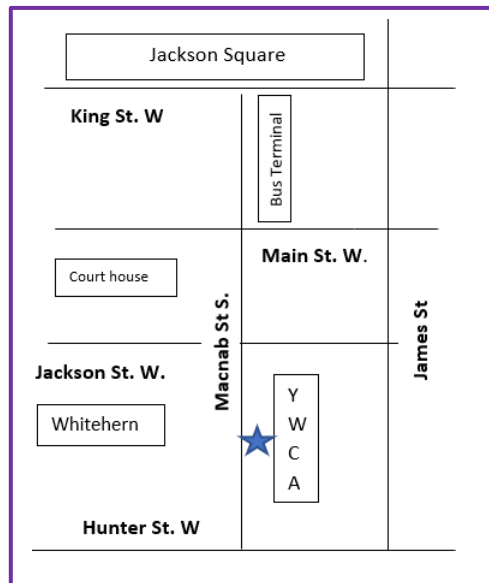 Jackson Square
King St. W
Bus Terminal
Main St. W.
Court house
Macnab St S.
James St
Jackson St. W.
Whitehern
Y
W
C
A
Hunter St. W